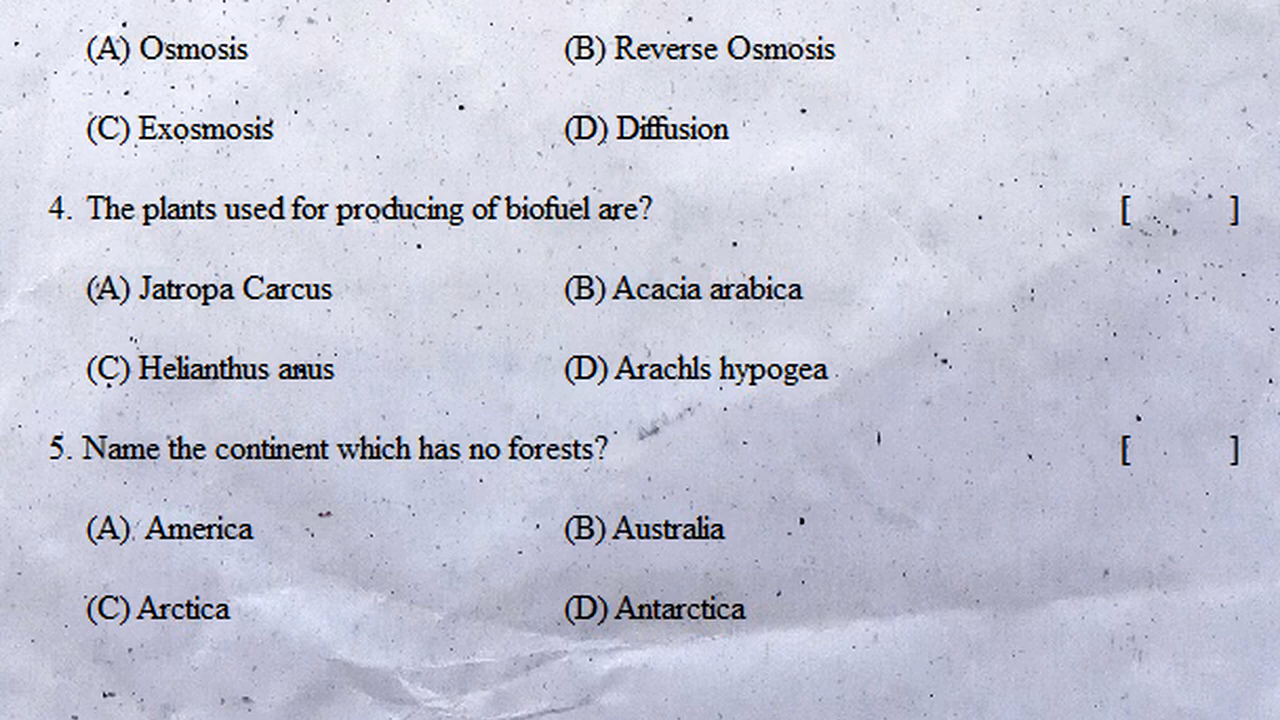 (A) Osmosis (B) Reverse Osmosis
(C) Exosmosis (D) Diffusion
4. The plants used for producing of biofuel are? [ ]
(A) Jatropa Carcus (B) Acacia arabica
(C) Helianthus anus (D) Arachls hypogea
5. Name the continent which has no forests? [ ]
(A) America (B) Australia
(C) Arctica (D) Antarctica